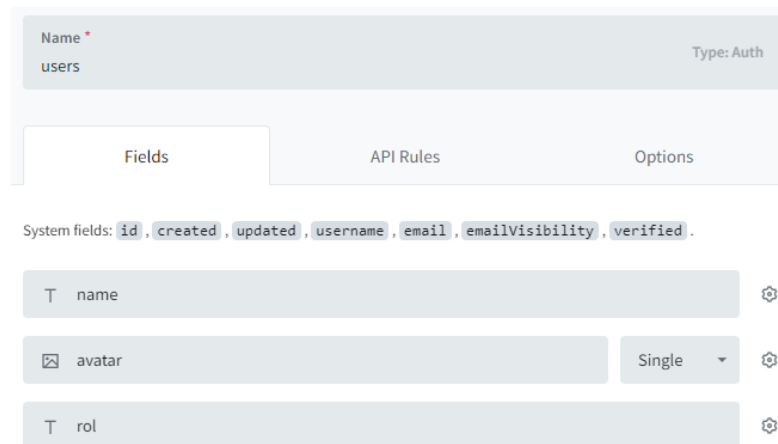 Name *
users
Type: Auth
Fields API Rules Options
System fields: id , created , updated , username , email , emailVisibility , verified .
name
avatar Single
rol